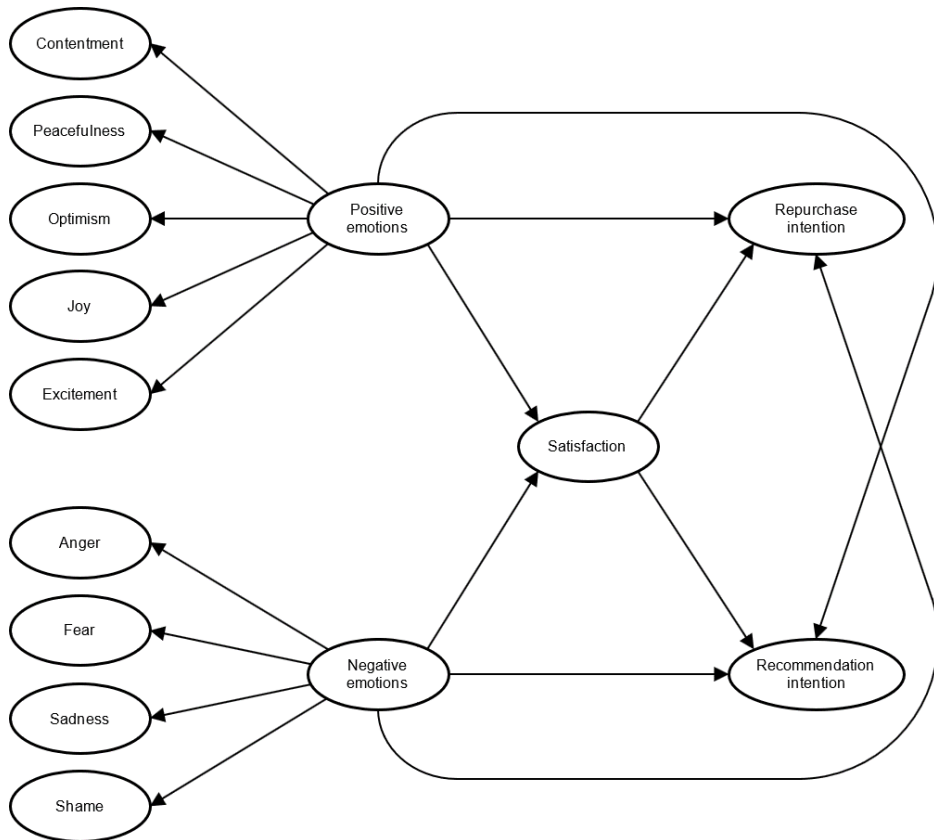 Contentment
Peacefulness
Optimism
Joy
Excitement
Positive
emotions
Repurchase
intention
Satisfaction
Anger
Fear
Sadness
Shame
Negative
emotions
Recommendation
intention